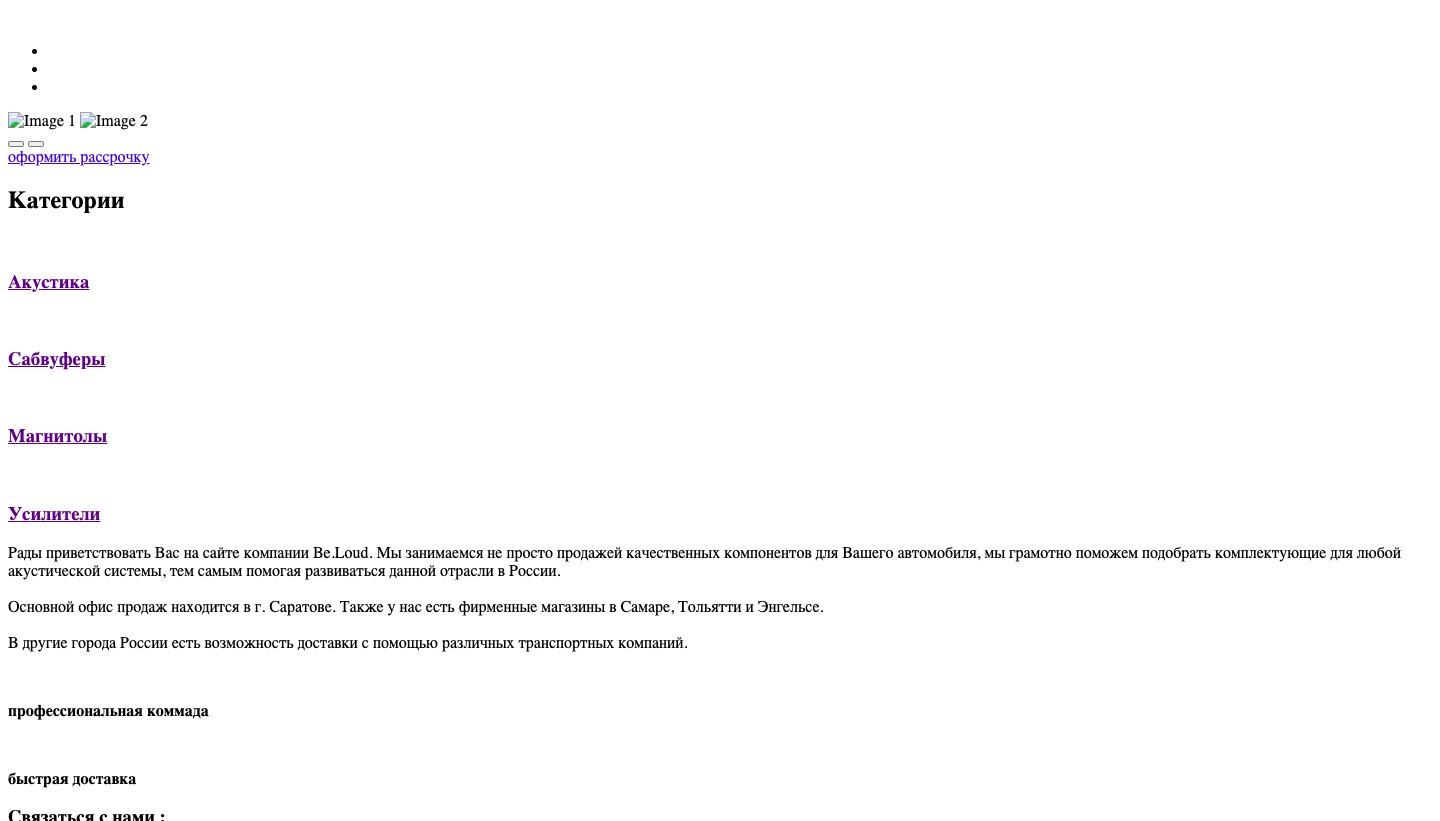 Image 1 Image 2
оформить рассрочку
Категории
Акустика
Сабвуферы
Магнитолы
Усилители
Рады приветствовать Вас на сайте компании Be.Loud. Мы занимаемся не просто продажей качественных компонентов для Вашего автомобиля, мы грамотно поможем подобрать комплектующие для любой
акустической системы, тем самым помогая развиваться данной отрасли в России.
Основной офис продаж находится в г. Саратове. Также у нас есть фирменные магазины в Самаре, Тольятти и Энгельсе.
В другие города России есть возможность доставки с помощью различных транспортных компаний.
профессиональная коммада
быстрая доставка
Связаться с нами :